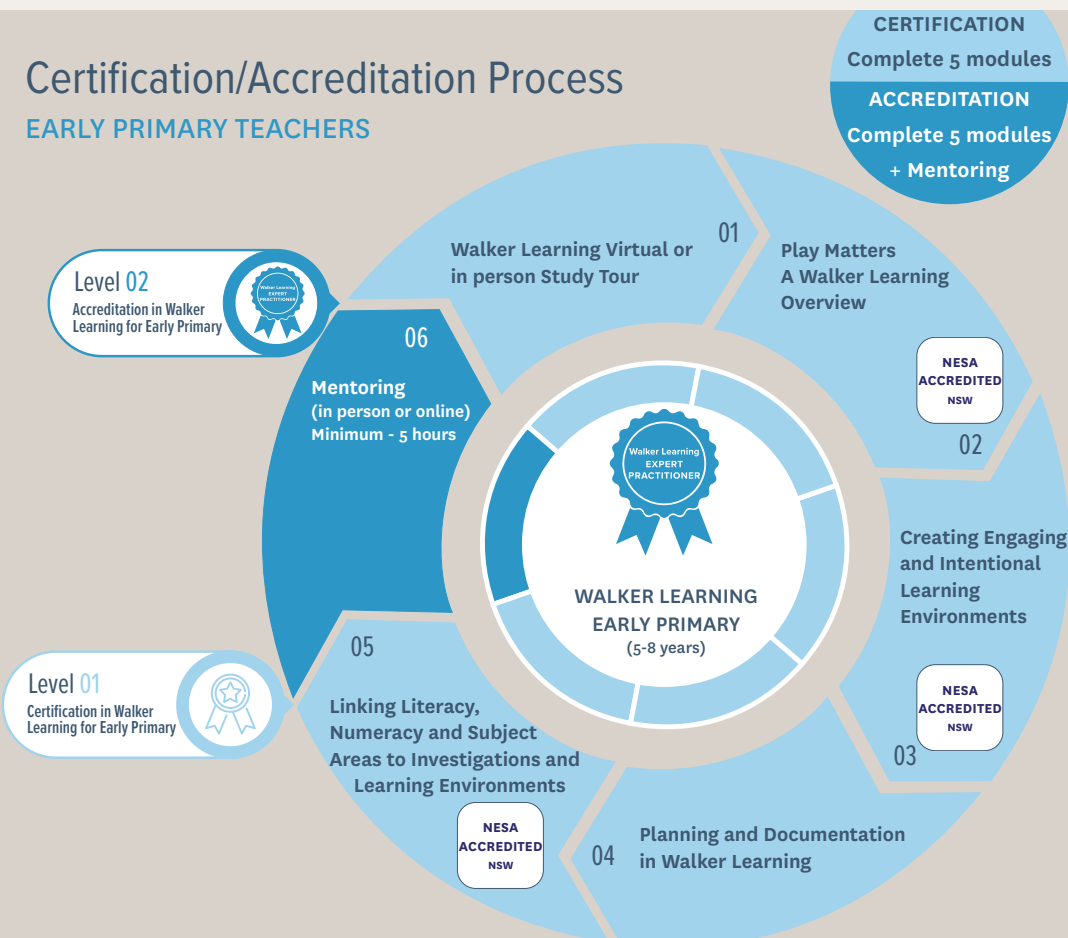 CERTIFICATION
Complete 5 modules
ACCREDITATION
Complete 5 modules
+ Mentoring
Certification/Accreditation Process
EARLY PRIMARY TEACHERS
01
Walker Learning Virtual or
in person Study Tour
Play Matters
A Walker Learning
Overview
NESA
ACCREDITED
NSW
02
Creating Engaging
and Intentional
Learning
Environments
NESA
ACCREDITED
NSW
03
04
Planning and Documentation
in Walker Learning
05
Linking Literacy,
Numeracy and Subject
Areas to Investigations and
Learning Environments
NESA
ACCREDITED
NSW
06
Mentoring
(in person or online)
Minimum - 5 hours
Level 02
Accreditation in Walker
Learning for Early Primary
Walker Learning
EXPERT
PRACTITIONER
Level 01
Certification in Walker
Learning for Early Primary
Walker Learning
EXPERT
PRACTITIONER
WALKER LEARNING
EARLY PRIMARY
(5-8 years)